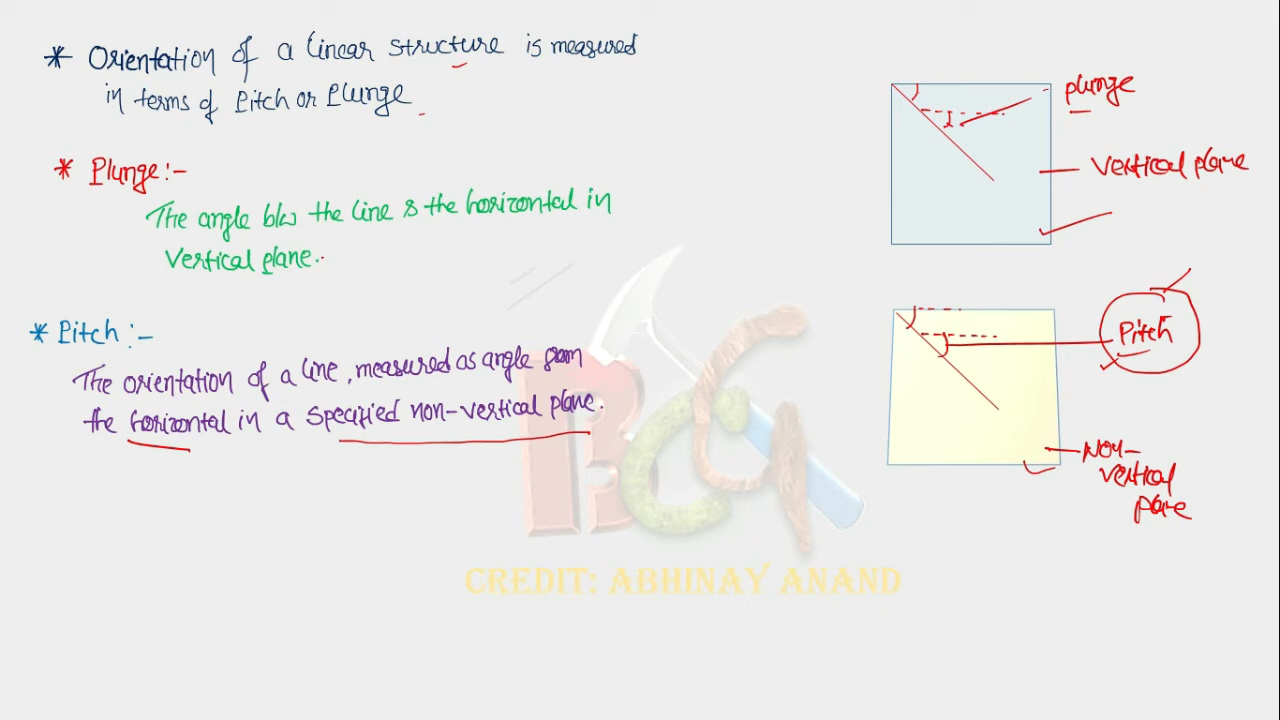 * Orientation of a linear structure is measured
in terms of Pitch or Plunge.
* Plunge:-
The angle b/w the line & the horizontal in
vertical plane.
* Pitch:-
The orientation of a line, measured as angle from
the horizontal in a specified non-vertical plane.
plunge
vertical plane
Pitch
Non-
vertical
plane
BCG
CREDIT: ABHINAY ANAND